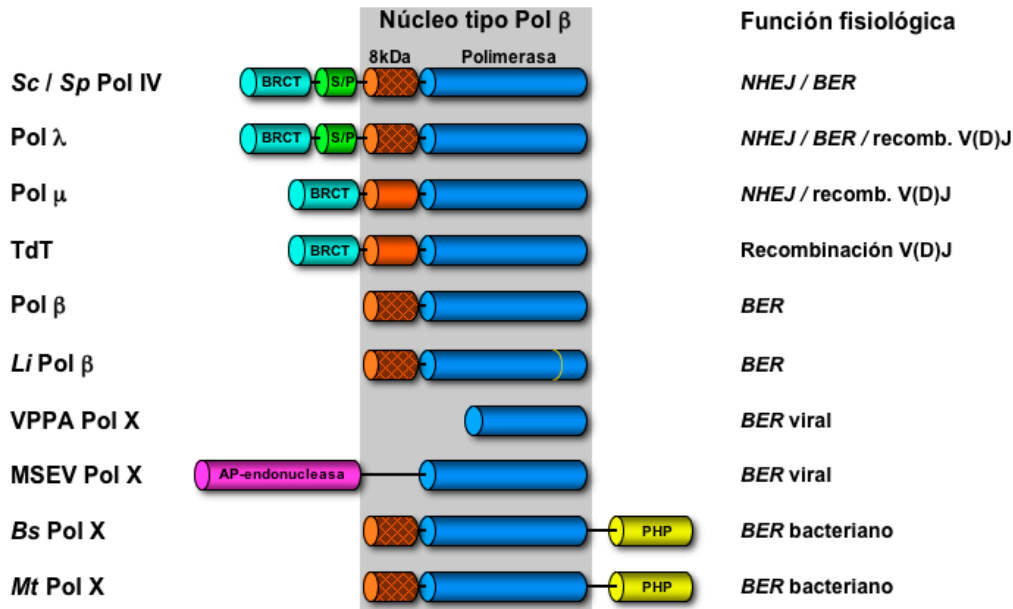 Núcleo tipo Pol β Función fisiológica
8kDa Polimerasa
Sc / Sp Pol IV BRCT S/P NHEJ / BER
Pol λ BRCT S/P NHEJ / BER / recomb. V(D)J
Pol μ BRCT NHEJ / recomb. V(D)J
TdT BRCT Recombinación V(D)J
Pol β BER
Li Pol β BER
VPPA Pol X BER viral
MSEV Pol X AP-endonucleasa BER viral
Bs Pol X PHP BER bacteriano
Mt Pol X PHP BER bacteriano